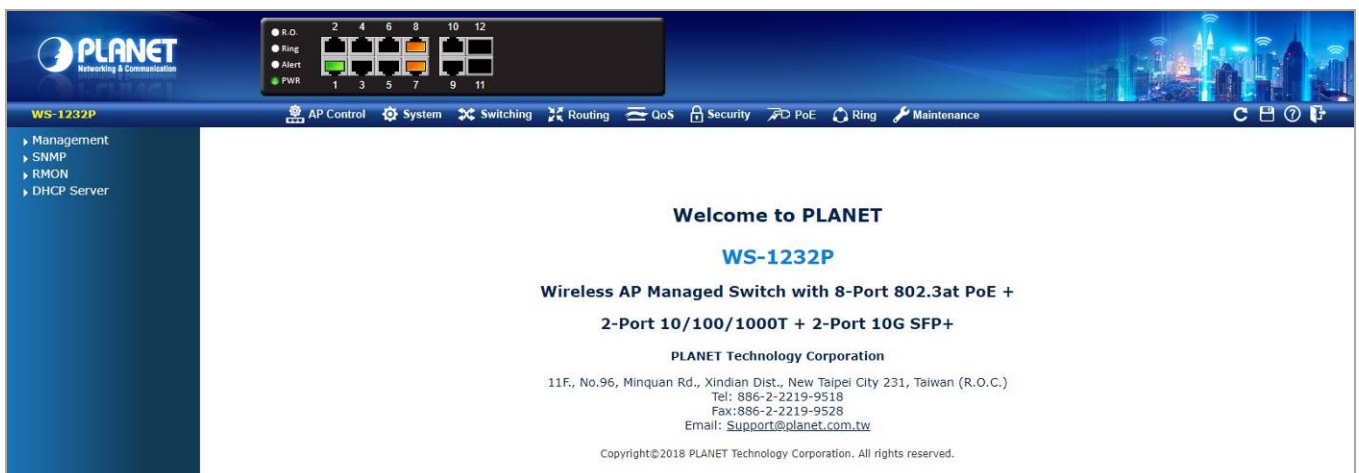 PLANET
Networking & Communication
R.O.
Ring
Alert
PWR
2 4 6 8 10 12
1 3 5 7 9 11
WS-1232P
AP Control System Switching Routing QoS Security PoE Ring Maintenance
Management
SNMP
RMON
DHCP Server
Welcome to PLANET
WS-1232P
Wireless AP Managed Switch with 8-Port 802.3at PoE +
2-Port 10/100/1000T + 2-Port 10G SFP+
PLANET Technology Corporation
11F., No.96, Minquan Rd., Xindian Dist., New Taipei City 231, Taiwan (R.O.C.)
Tel: 886-2-2219-9518
Fax:886-2-2219-9528
Email: Support@planet.com.tw
Copyright©2018 PLANET Technology Corporation. All rights reserved.